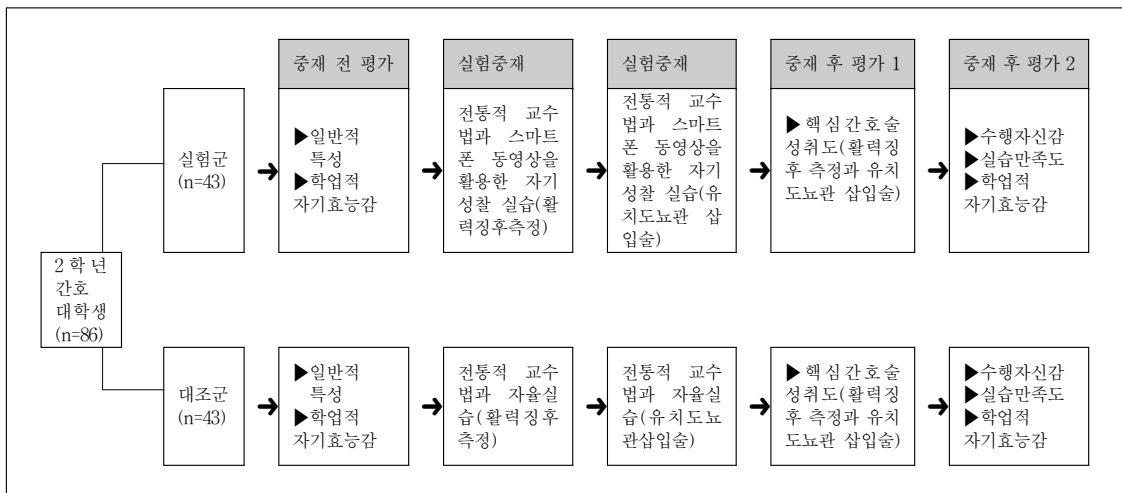 중재 전 평가
실험중재
실험중재
중재 후 평가 1
중재 후 평가 2
실험군
(n=43)
▶일반적
특성
▶학업적
자기효능감
전통적 교수
법과 스마트
폰 동영상을
활용한 자기
성찰 실습(활
력징후측정)
전통적 교수
법과 스마트
폰 동영상을
활용한 자기
성찰 실습(유
치도뇨관 삽
입술)
▶핵심간호술
성취도(활력징
후 측정과 유치
도뇨관 삽입술)
▶수행자신감
▶실습만족도
▶학업적
자기효능감
2학년
간호
대학생
(n=86)
대조군
(n=43)
▶일반적
특성
▶학업적
자기효능감
전통적 교수
법과 자율실
습(활력징후
측정)
전통적 교수
법과 자율실
습(유치도뇨
관삽입술)
▶핵심간호술
성취도(활력징
후 측정과 유치
도뇨관 삽입술)
▶수행자신감
▶실습만족도
▶학업적
자기효능감